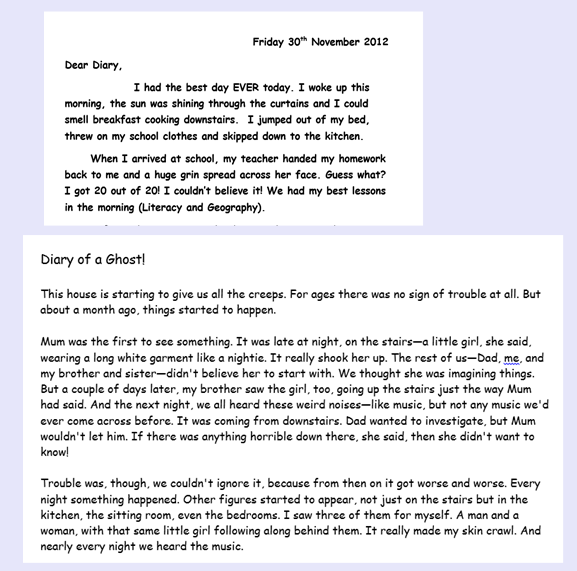 Friday 30th November 2012
Dear Diary,
I had the best day EVER today. I woke up this
morning, the sun was shining through the curtains and I could
smell breakfast cooking downstairs. I jumped out of my bed,
threw on my school clothes and skipped down to the kitchen.
When I arrived at school, my teacher handed my homework
back to me and a huge grin spread across her face. Guess what?
I got 20 out of 20! I couldn't believe it! We had my best lessons
in the morning (Literacy and Geography).
Diary of a Ghost!
This house is starting to give us all the creeps. For ages there was no sign of trouble at all. But
about a month ago, things started to happen.
Mum was the first to see something. It was late at night, on the stairs—a little girl, she said,
wearing a long white garment like a nightie. It really shook her up. The rest of us—Dad, me, and
my brother and sister—didn't believe her to start with. We thought she was imagining things.
But a couple of days later, my brother saw the girl, too, going up the stairs just the way Mum
had said. And the next night, we all heard these weird noises—like music, but not any music we'd
ever come across before. It was coming from downstairs. Dad wanted to investigate, but Mum
wouldn't let him. If there was anything horrible down there, she said, then she didn't want to
know!
Trouble was, though, we couldn't ignore it, because from then on it got worse and worse. Every
night something happened. Other figures started to appear, not just on the stairs but in the
kitchen, the sitting room, even the bedrooms. I saw three of them for myself. A man and a
woman, with that same little girl following along behind them. It really made my skin crawl. And
nearly every night we heard the music.